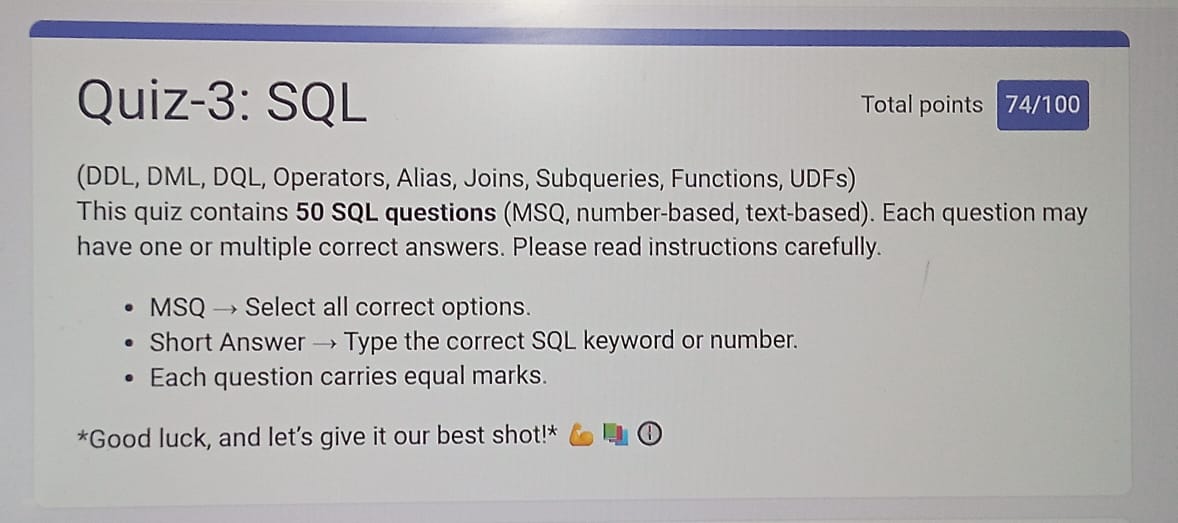 Quiz-3: SQL
Total points 74/100
(DDL, DML, DQL, Operators, Alias, Joins, Subqueries, Functions, UDFs)
This quiz contains 50 SQL questions (MSQ, number-based, text-based). Each question may
have one or multiple correct answers. Please read instructions carefully.
• MSQ → Select all correct options.
• Short Answer → Type the correct SQL keyword or number.
• Each question carries equal marks.
*Good luck, and let's give it our best shot!* 💪 📚 🕛